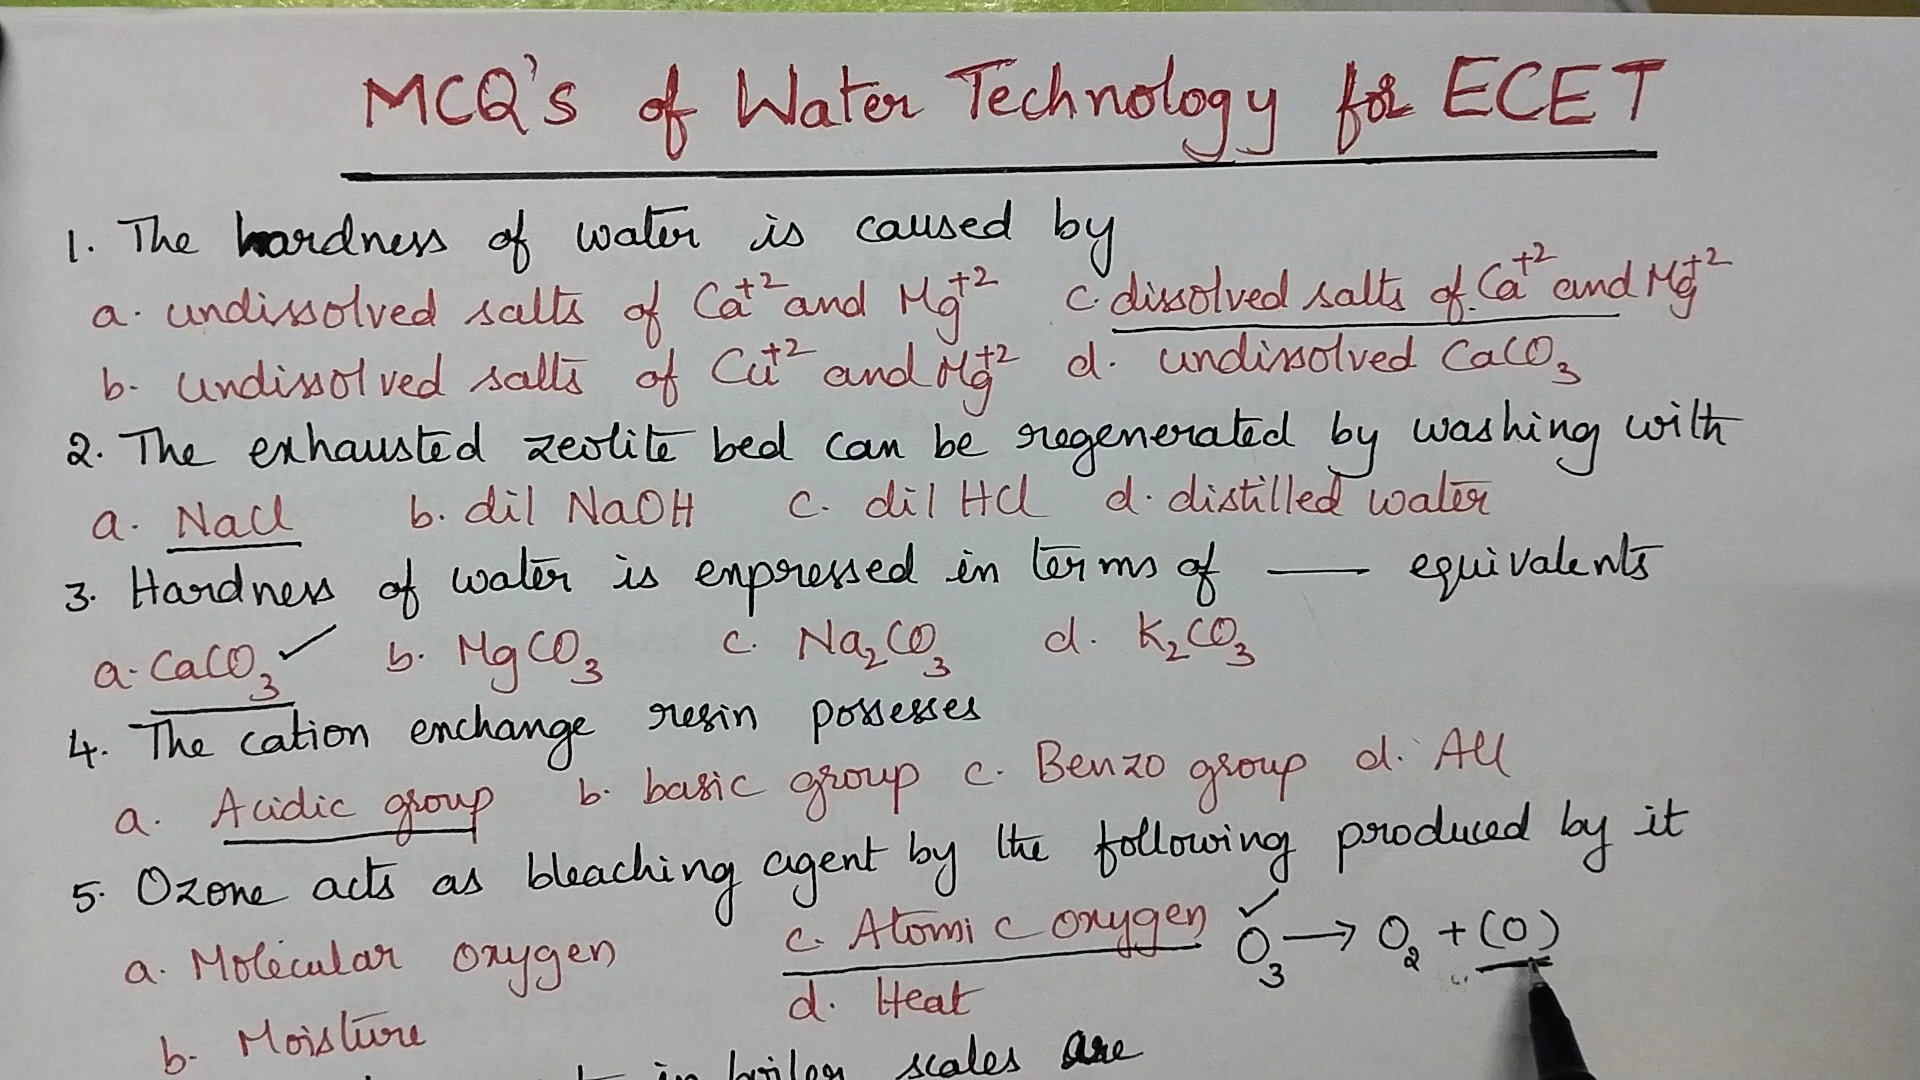 MCQ's of Water Technology for ECET
1. The hardness of water is caused by
a. undissolved salts of Ca+2 and Mg+2 c. dissolved salts of Ca+2 and Mg+2
b. undissolved salts of Cu+2 and Mg+2 d. undissolved CaCO3
2. The exhausted zeolite bed can be regenerated by washing with
a. NaCl b. dil NaOH c. dil HCl d. distilled water
3. Hardness of water is expressed in terms of — equivalents
a. CaCO3 ✓ b. MgCO3 c. Na2CO3 d. K2CO3
4. The cation exchange resin possesses
a. Acidic group b. basic group c. Benzo group d. All
5. Ozone acts as bleaching agent by the following produced by it
a. Molecular oxygen c. Atomic oxygen ✓ O3 → O2 + (O)
b. Moisture d. Heat
in boiler scales are